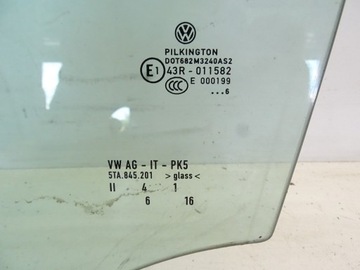 PILKINGTON
DOT682M3240AS2
E1 43R - 011582
E 000199
...6
VW AG - IT - PK5
5TA.845.201 >glass<
II 4 1
6 16